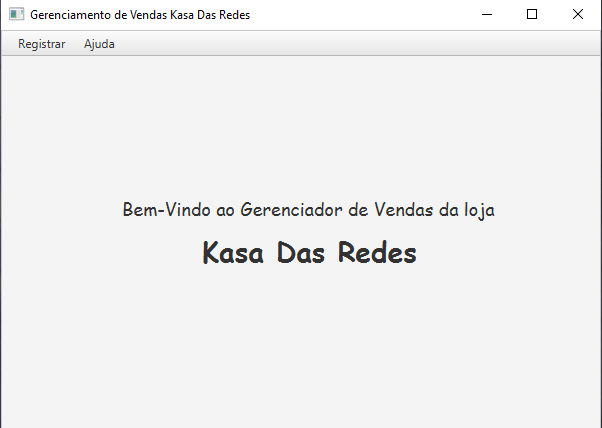 Gerenciamento de Vendas Kasa Das Redes
Registrar Ajuda
Bem-Vindo ao Gerenciador de Vendas da loja
Kasa Das Redes